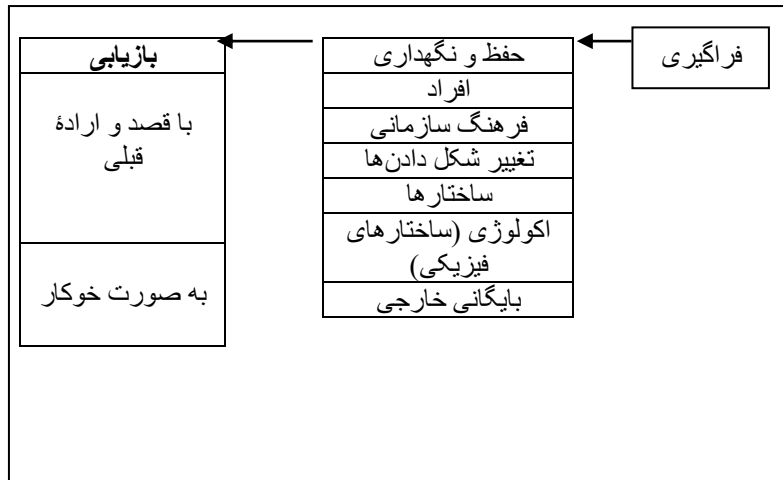 فراگیری
حفظ و نگهداری
افراد
فرهنگ سازمانی
تغییر شکل دادن‌ها
ساختارها
اکولوژی (ساختارهای
فیزیکی)
بایگانی خارجی
بازیابی
با قصد و ارادۀ
قبلی
به صورت خوکار